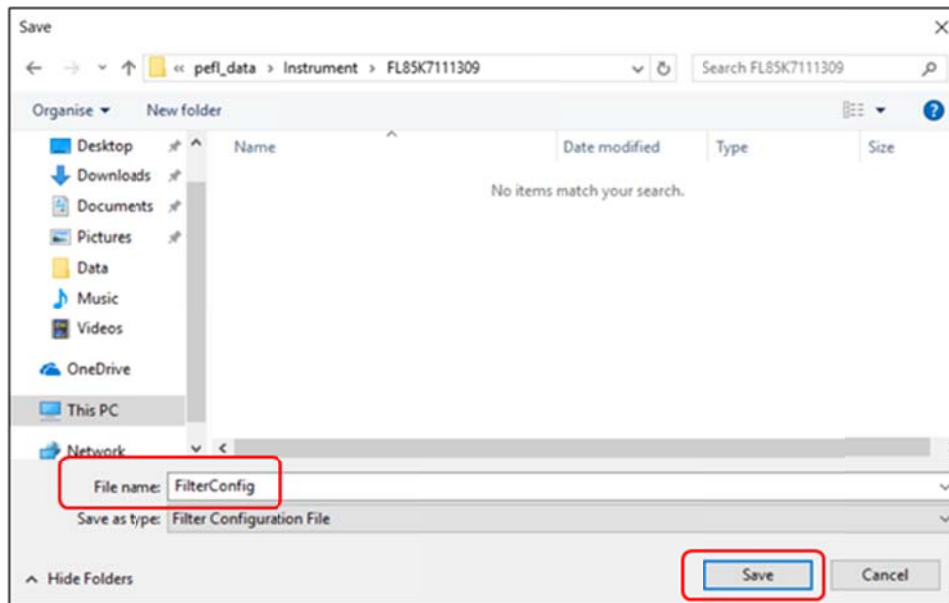 Save
« pefl_data > Instrument > FL85K7111309
Search FL85K7111309
Organise
New folder
Desktop
Downloads
Documents
Pictures
Data
Music
Videos
OneDrive
This PC
Network
Name
Date modified
Type
Size
No items match your search.
File name: FilterConfig
Save as type: Filter Configuration File
Hide Folders
Save
Cancel